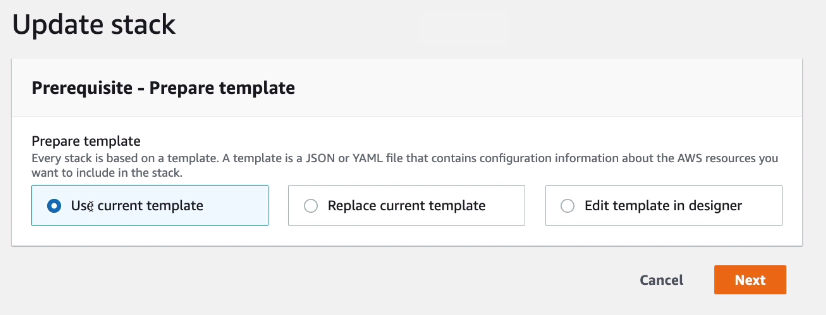 Update stack
Prerequisite - Prepare template
Prepare template
Every stack is based on a template. A template is a JSON or YAML file that contains configuration information about the AWS resources you
want to include in the stack.
Use current template
Replace current template
Edit template in designer
Cancel
Next